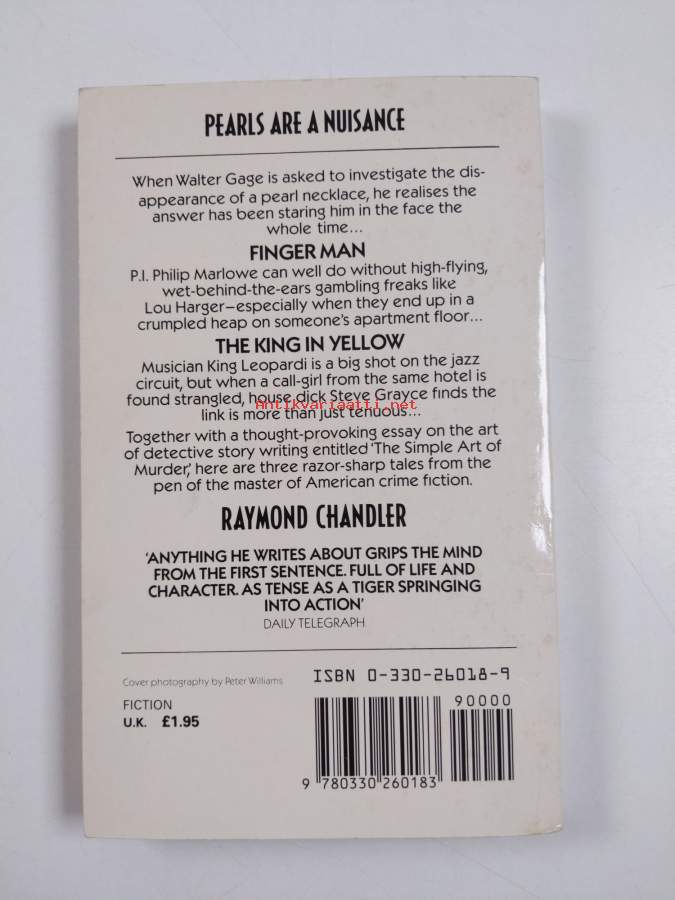 PEARLS ARE A NUISANCE
When Walter Gage is asked to investigate the dis-
appearance of a pearl necklace, he realises the
answer has been staring him in the face the
whole time...
FINGER MAN
P.I. Philip Marlowe can well do without high-flying,
wet-behind-the-ears gambling freaks like
Lou Harger–especially when they end up in a
crumpled heap on someone's apartment floor...
THE KING IN YELLOW
Musician King Leopardi is a big shot on the jazz
circuit, but when a call-girl from the same hotel is
found strangled, house dick Steve Grayce finds the
Antikvariaatti.net
link is more than just tenuous...
Together with a thought-provoking essay on the art
of detective story writing entitled 'The Simple Art of
Murder,' here are three razor-sharp tales from the
pen of the master of American crime fiction.
RAYMOND CHANDLER
'ANYTHING HE WRITES ABOUT GRIPS THE MIND
FROM THE FIRST SENTENCE. FULL OF LIFE AND
CHARACTER. AS TENSE AS A TIGER SPRINGING
INTO ACTION'
DAILY TELEGRAPH
Cover photography by Peter Williams
ISBN 0-330-26018-9
FICTION
U.K. £1.95
90000
9 780330 260183